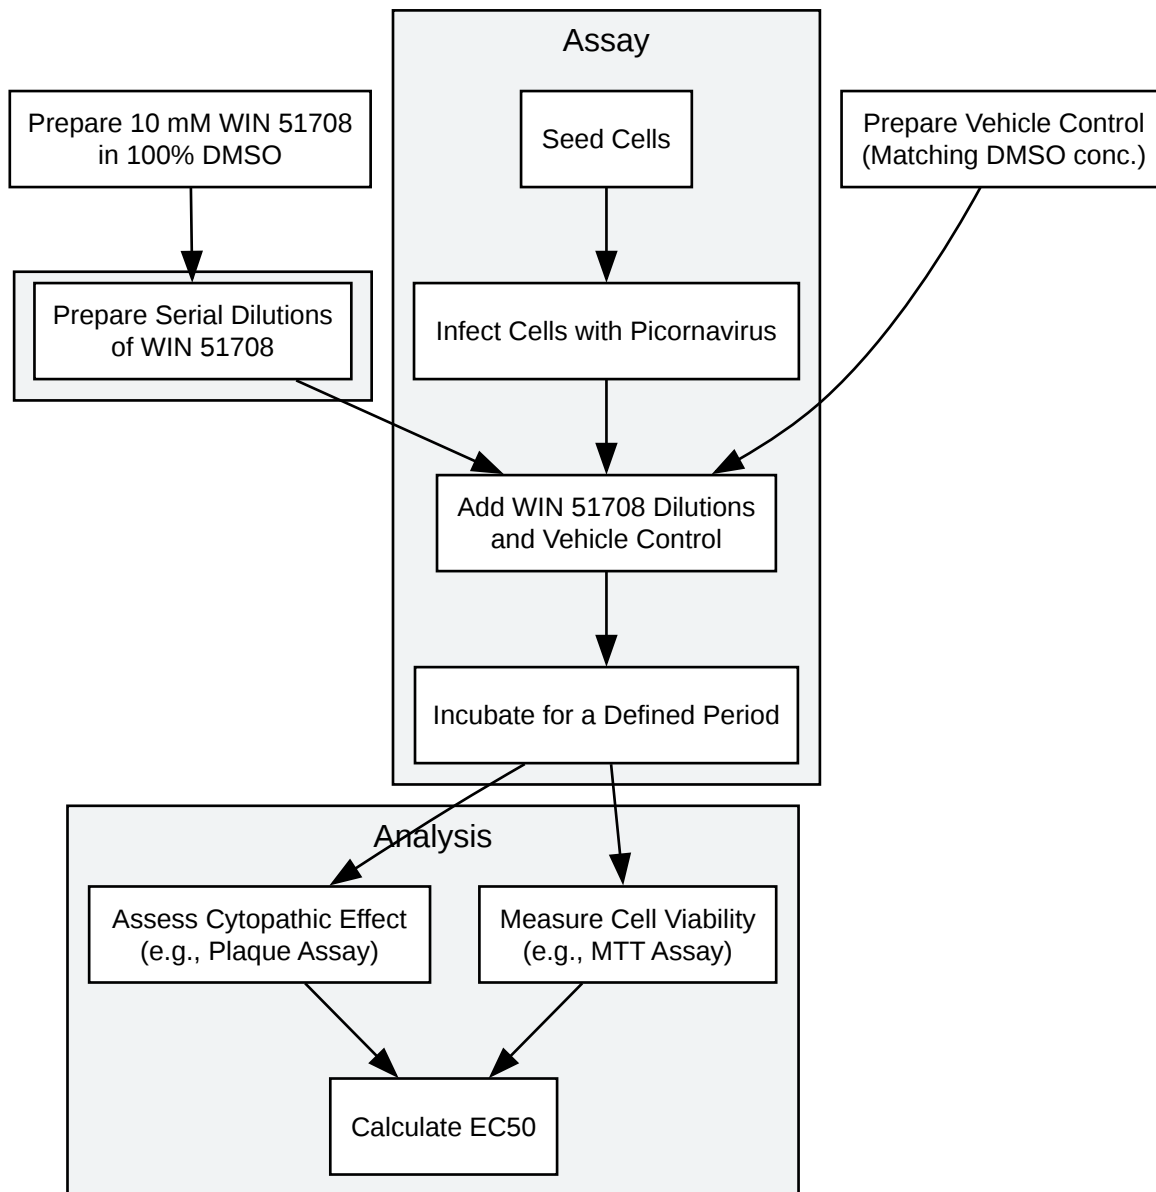 Assay
Prepare 10 mM WIN 51708
in 100% DMSO
Seed Cells
Prepare Vehicle Control
(Matching DMSO conc.)
Prepare Serial Dilutions
of WIN 51708
Infect Cells with Picornavirus
Add WIN 51708 Dilutions
and Vehicle Control
Incubate for a Defined Period
Analysis
Assess Cytopathic Effect
(e.g., Plaque Assay)
Measure Cell Viability
(e.g., MTT Assay)
Calculate EC50